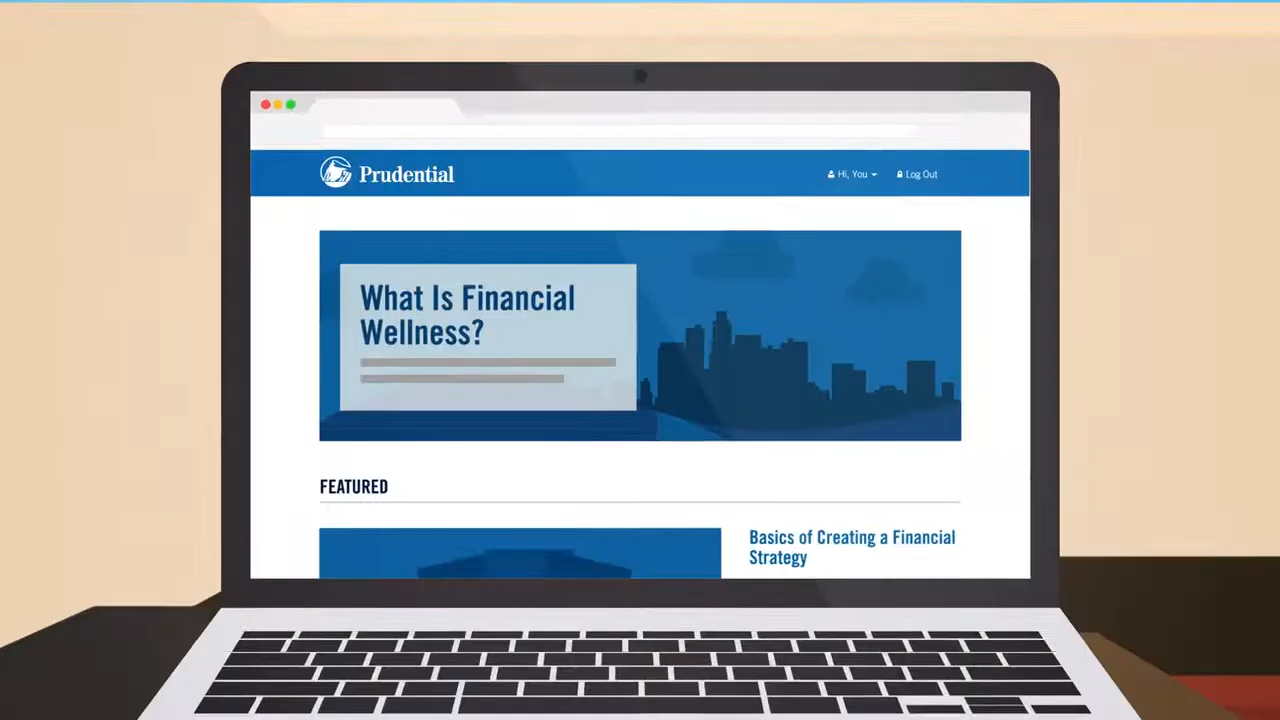 Prudential
Hi, You
Log Out
What Is Financial
Wellness?
FEATURED
Basics of Creating a Financial
Strategy